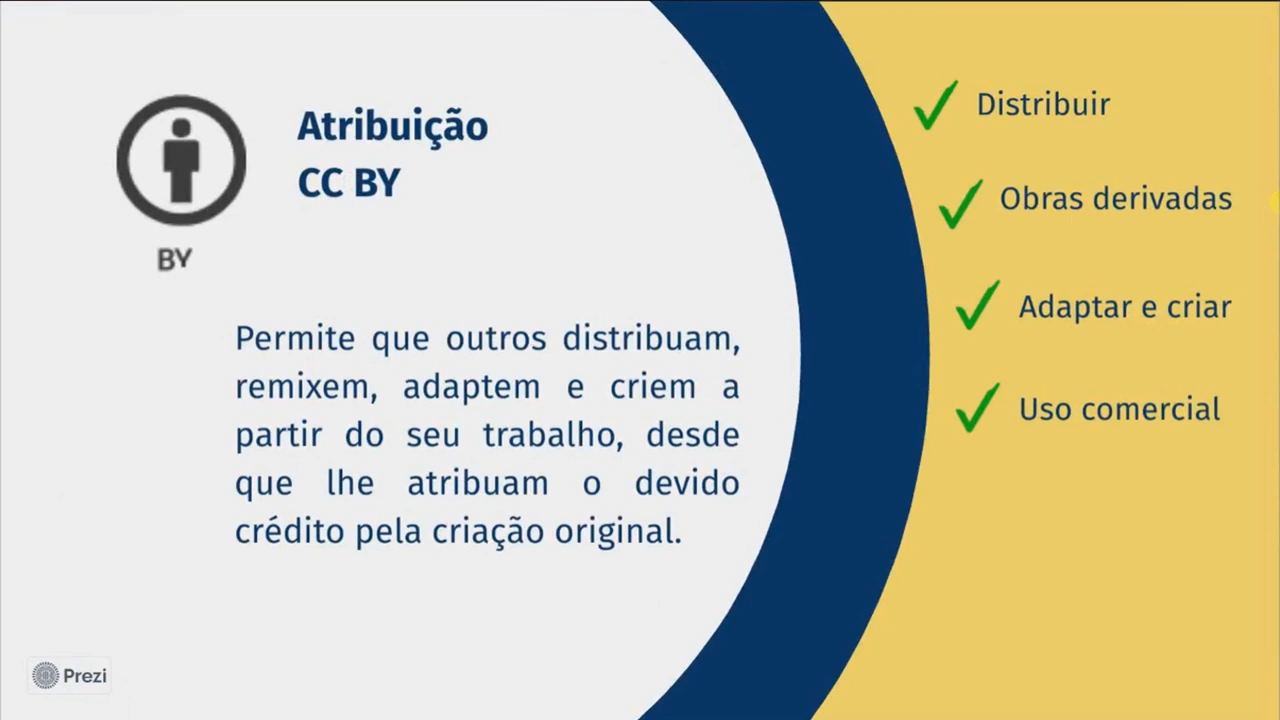 Atribuição
CC BY
BY
Permite que outros distribuam,
remixem, adaptem e criem a
partir do seu trabalho, desde
que lhe atribuam o devido
crédito pela criação original.
Distribuir
Obras derivadas
Adaptar e criar
Uso comercial
Prezi